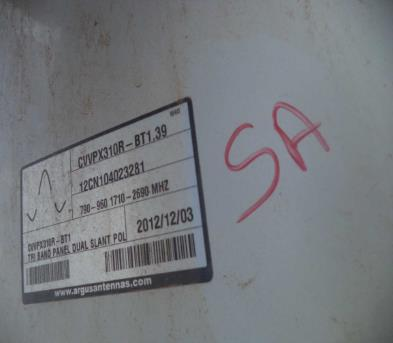 CVVPX310R-BT1.39
12CN104023281
790-960 1710-2690 MHZ
CVVPX310R-BT1
TRI BAND PANEL DUAL SLANT POL
2012/12/03
www.argusantennas.com
SA